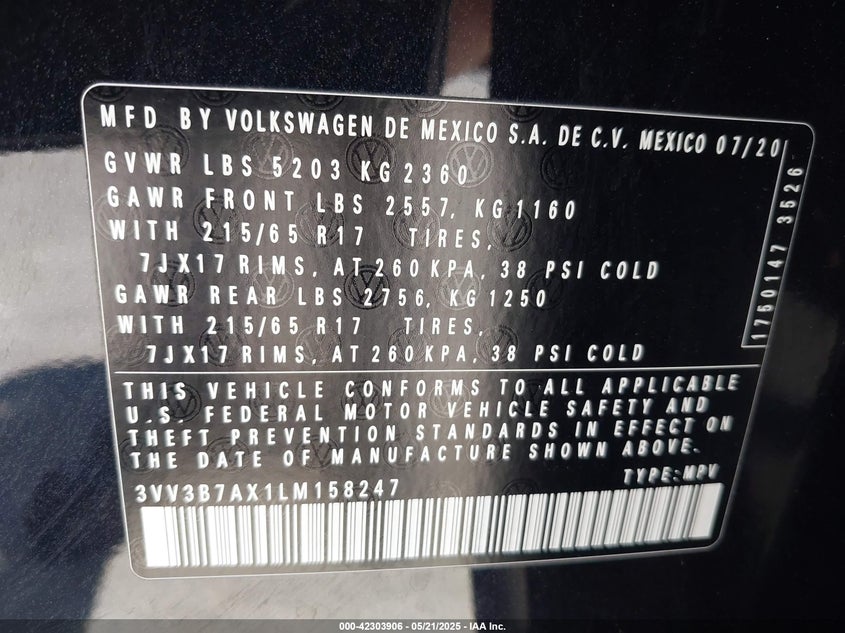 MFD BY VOLKSWAGEN DE MEXICO S.A. DE C.V. MEXICO 07/20
GVWR LBS 5203 KG 2360
GAWR FRONT LBS 2557, KG 1160
WITH 215/65 R17 TIRES,
7JX17 RIMS, AT 260 KPA, 38 PSI COLD
GAWR REAR LBS 2756, KG 1250
WITH 215/65 R17 TIRES,
7JX17 RIMS, AT 260 KPA, 38 PSI COLD
1750147 3526
THIS VEHICLE CONFORMS TO ALL APPLICABLE
U.S. FEDERAL MOTOR VEHICLE SAFETY AND
THEFT PREVENTION STANDARDS IN EFFECT ON
THE DATE OF MANUFACTURE SHOWN ABOVE.
3VV3B7AX1LM158247
TYPE: MPV
000-42303906 - 05/21/2025 - IAA Inc.